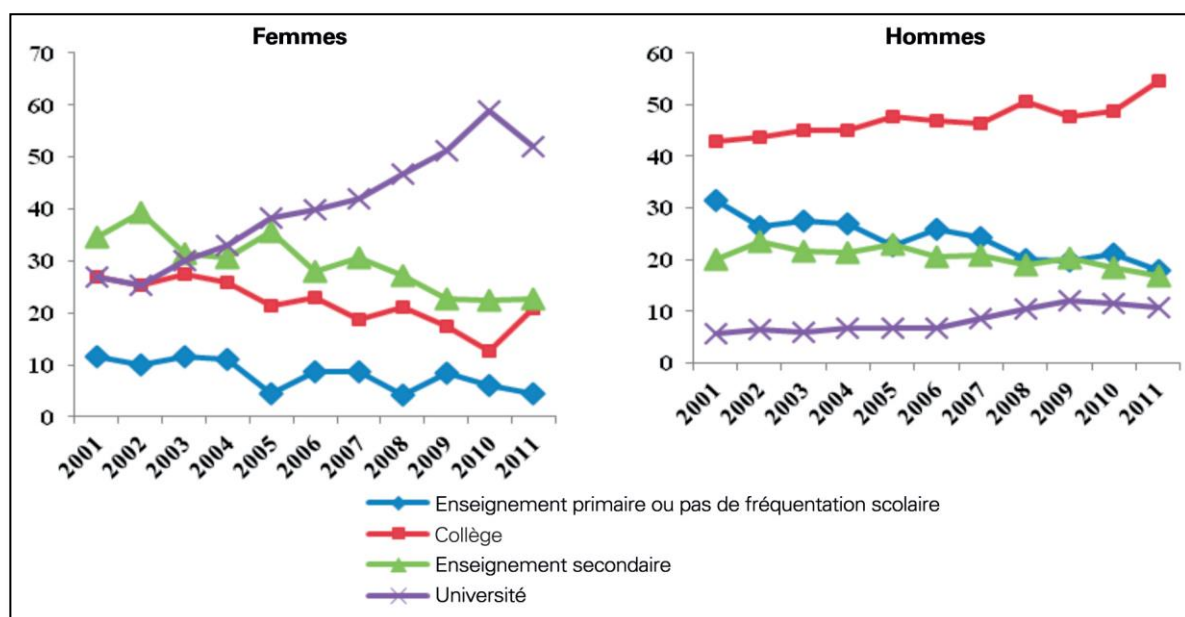 Femmes
70
60
50
40
30
20
10
0
2001 2002 2003 2004 2005 2006 2007 2008 2009 2010 2011
Hommes
60
50
40
30
20
10
0
2001 2002 2003 2004 2005 2006 2007 2008 2009 2010 2011
Enseignement primaire ou pas de fréquentation scolaire
Collège
Enseignement secondaire
Université